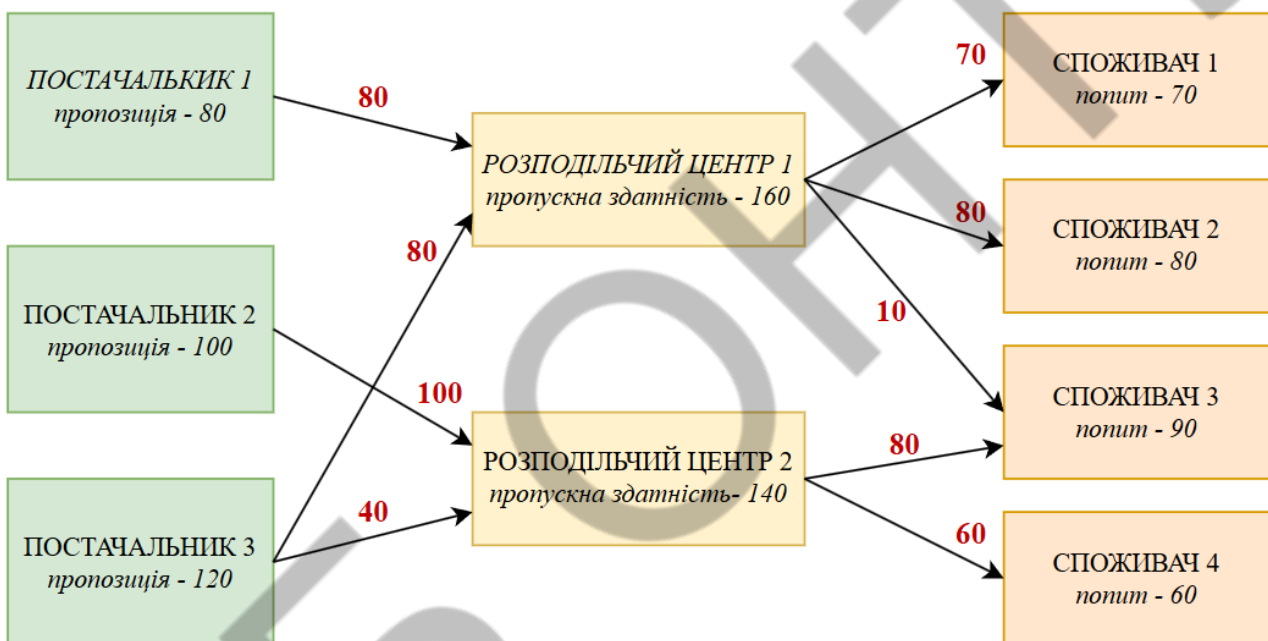 ПОСТАЧАЛЬКИК 1
пропозиція - 80
80
РОЗПОДІЛЬЧИЙ ЦЕНТР 1
пропускна здатність - 160
70
СПОЖИВАЧ 1
попит - 70
80
СПОЖИВАЧ 2
попит - 80
ПОСТАЧАЛЬНИК 2
пропозиція - 100
80
10
100
СПОЖИВАЧ 3
попит - 90
РОЗПОДІЛЬЧИЙ ЦЕНТР 2
пропускна здатність- 140
80
ПОСТАЧАЛЬНИК 3
пропозиція - 120
40
60
СПОЖИВАЧ 4
попит - 60